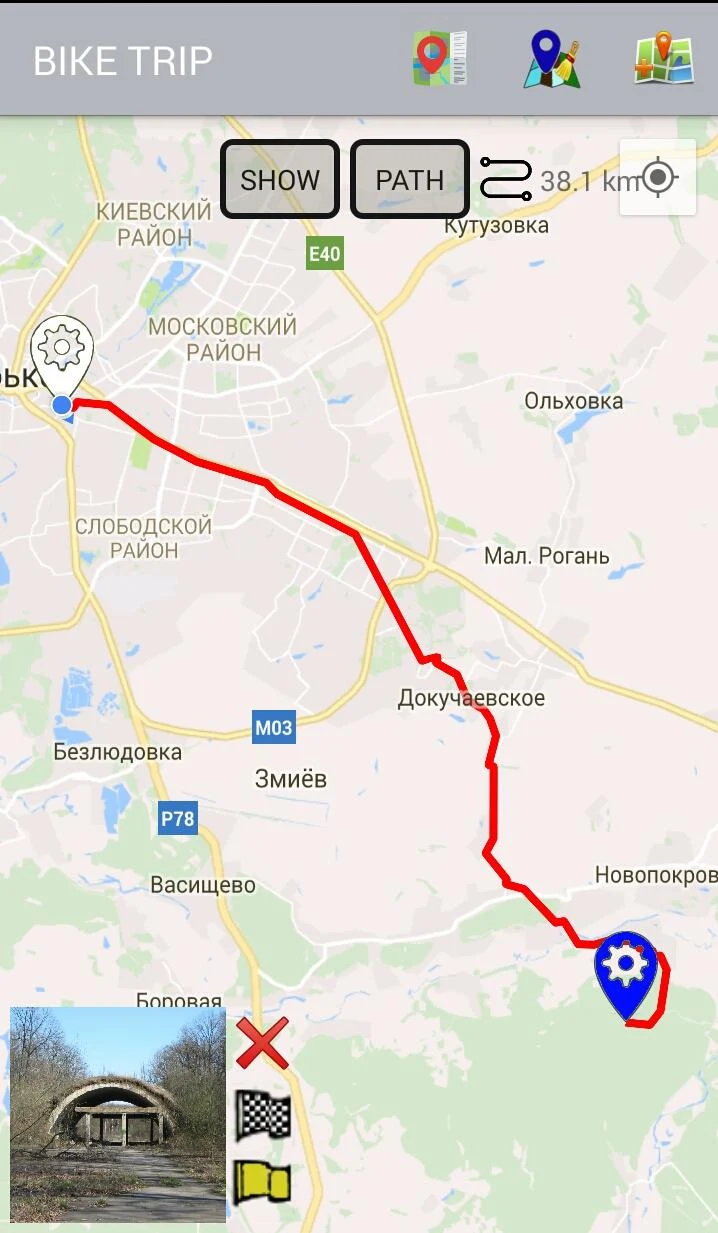 BIKE TRIP
SHOW
PATH
38.1 km
КИЕВСКИЙ
РАЙОН
Кутузовка
E40
МОСКОВСКИЙ
РАЙОН
Ольховка
СЛОБОДСКОЙ
РАЙОН
Мал. Рогань
Докучаевское
M03
Безлюдовка
Змиёв
P78
Васищево
Новопокров
Боровая